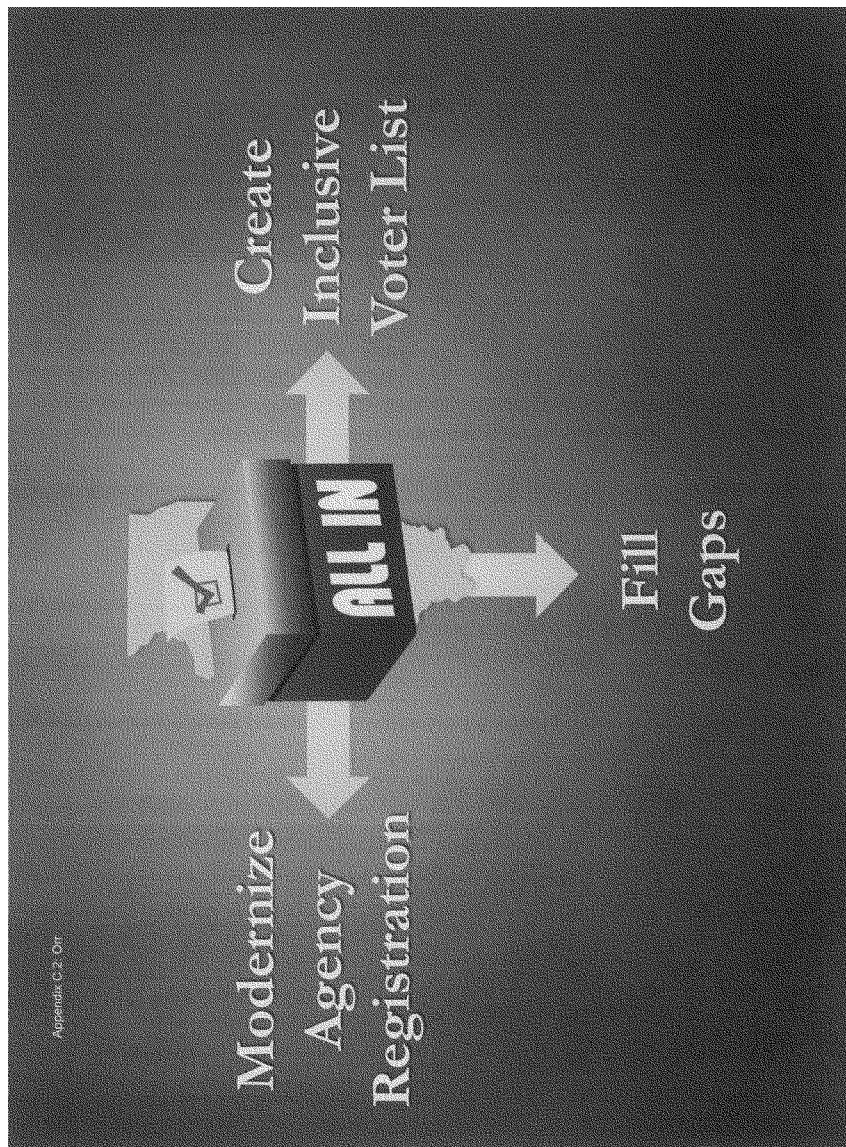 Appendix C.2: Orr
Modernize
Agency
Registration
ALL IN
Create
Inclusive
Voter List
Fill
Gaps